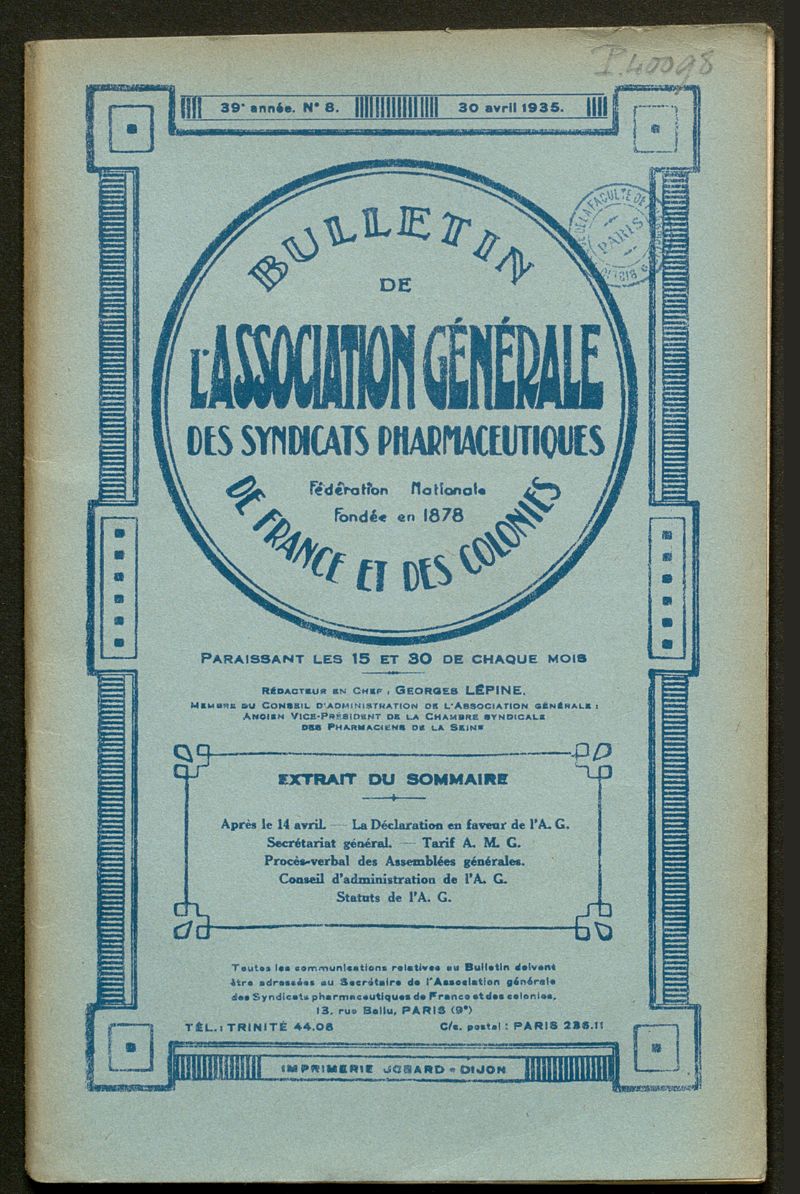 P.40098
39e année. N° 8. 30 avril 1935.
FACULTÉ DE
PARIS
BULLETIN
DE
L'ASSOCIATION GÉNÉRALE
DES SYNDICATS PHARMACEUTIQUES
Fédération Nationale
Fondée en 1878
DE FRANCE ET DES COLONIES
PARAISSANT LES 15 ET 30 DE CHAQUE MOIS
RÉDACTEUR EN CHEF : GEORGES LÉPINE.
MEMBRE DU CONSEIL D'ADMINISTRATION DE L'ASSOCIATION GÉNÉRALE :
ANCIEN VICE-PRÉSIDENT DE LA CHAMBRE SYNDICALE
DES PHARMACIENS DE LA SEINE
EXTRAIT DU SOMMAIRE
Après le 14 avril. — La Déclaration en faveur de l'A. G.
Secrétariat général. — Tarif A. M. G.
Procès-verbal des Assemblées générales.
Conseil d'administration de l'A. G.
Statuts de l'A. G.
Toutes les communications relatives au Bulletin doivent
être adressées au Secrétaire de l'Association générale
des Syndicats pharmaceutiques de France et des colonies,
13, rue Ballu, PARIS (9e)
TÉL. : TRINITÉ 44.08 C/c. postal : PARIS 236.11
IMPRIMERIE JOBARD - DIJON